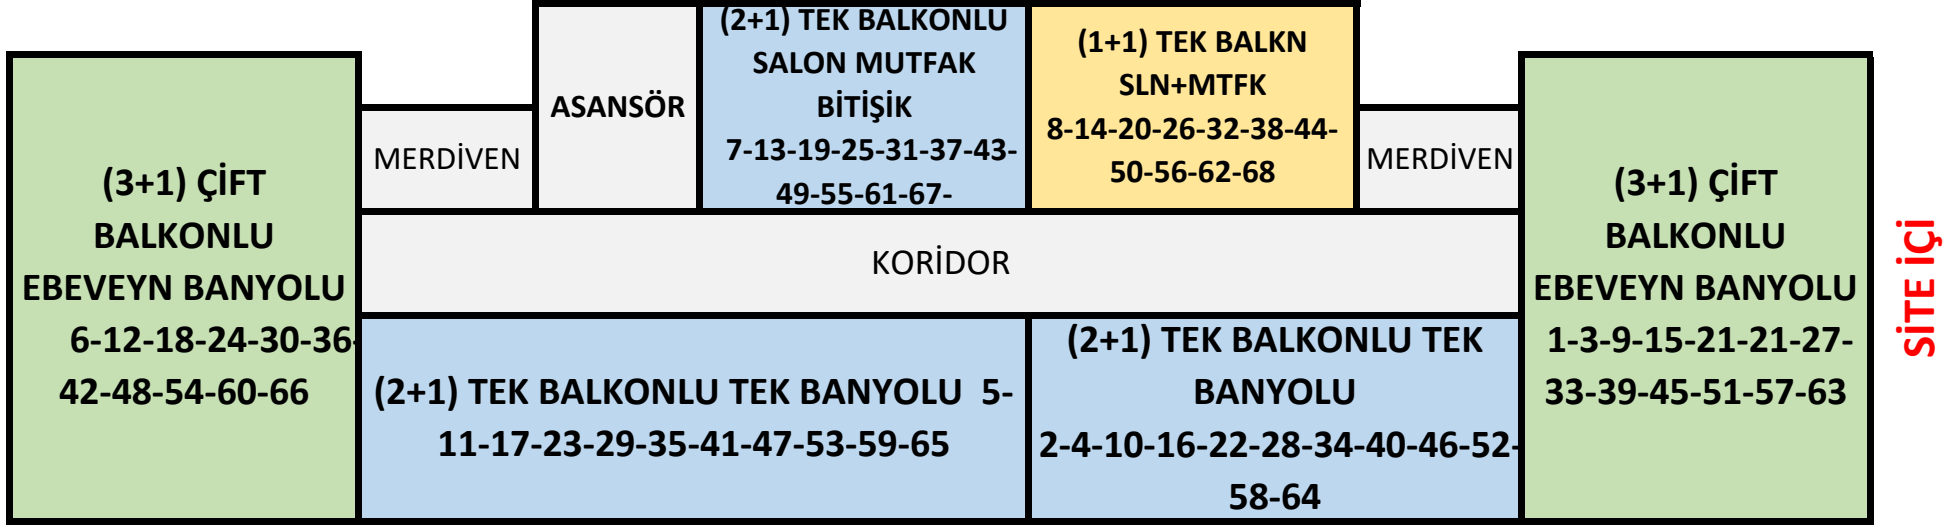 (3+1) ÇİFT
BALKONLU
EBEVEYN BANYOLU
6-12-18-24-30-36-
42-48-54-60-66
MERDİVEN
ASANSÖR
(2+1) TEK BALKONLU
SALON MUTFAK
BİTİŞİK
7-13-19-25-31-37-43-
49-55-61-67-
(1+1) TEK BALKN
SLN+MTFK
8-14-20-26-32-38-44-
50-56-62-68
MERDİVEN
KORİDOR
(2+1) TEK BALKONLU TEK BANYOLU 5-
11-17-23-29-35-41-47-53-59-65
(2+1) TEK BALKONLU TEK
BANYOLU
2-4-10-16-22-28-34-40-46-52-
58-64
(3+1) ÇİFT
BALKONLU
EBEVEYN BANYOLU
1-3-9-15-21-21-27-
33-39-45-51-57-63
SİTE İÇİ